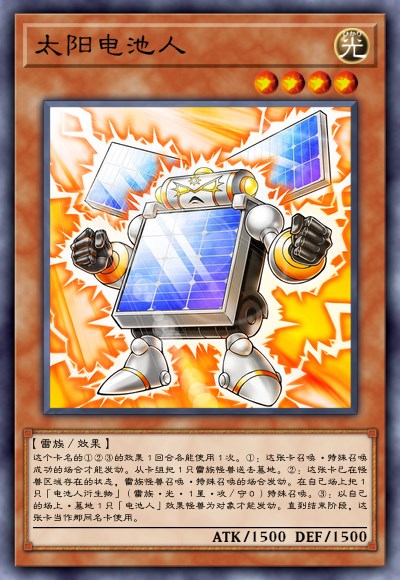 太阳电池人
ひかり
光
【雷族／效果】
这个卡名的①②③的效果1回合各能使用1次。①：这张卡召唤·特殊召唤
成功的场合才能发动。从卡组把1只雷族怪兽送去墓地。②：这张卡已在怪
兽区域存在的状态，雷族怪兽召唤·特殊召唤的场合发动。在自己场上把1
只「电池人衍生物」（雷族·光·1星·攻／守0）特殊召唤。③：以自己
的场上·墓地1只「电池人」效果怪兽为对象才能发动。直到结束阶段，这
张卡当作那同名卡使用。
ATK/1500 DEF/1500